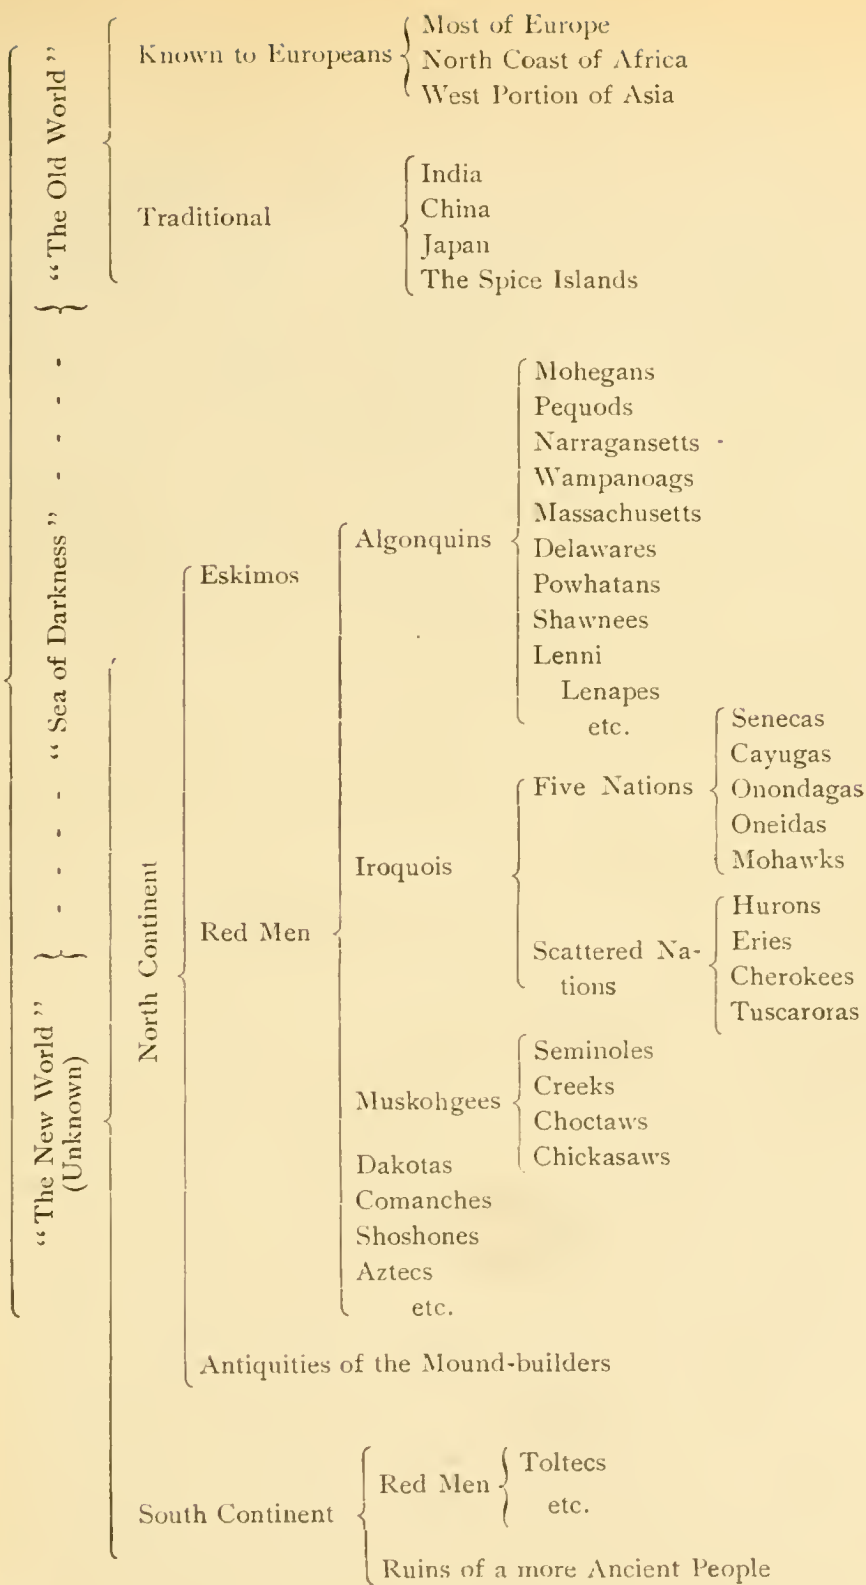 “The Old World”
Known to Europeans
Most of Europe
North Coast of Africa
West Portion of Asia
Traditional
India
China
Japan
The Spice Islands
“Sea of Darkness”
“The New World”
(Unknown)
North Continent
Eskimos
Red Men
Algonquins
Mohegans
Pequods
Narragansetts
Wampanoags
Massachusetts
Delawares
Powhatans
Shawnees
Lenni
Lenapes
etc.
Iroquois
Five Nations
Senecas
Cayugas
Onondagas
Oneidas
Mohawks
Scattered Na-
tions
Hurons
Eries
Cherokees
Tuscaroras
Muskohgees
Seminoles
Creeks
Choctaws
Chickasaws
Dakotas
Comanches
Shoshones
Aztecs
etc.
Antiquities of the Mound-builders
South Continent
Red Men
Toltecs
etc.
Ruins of a more Ancient People